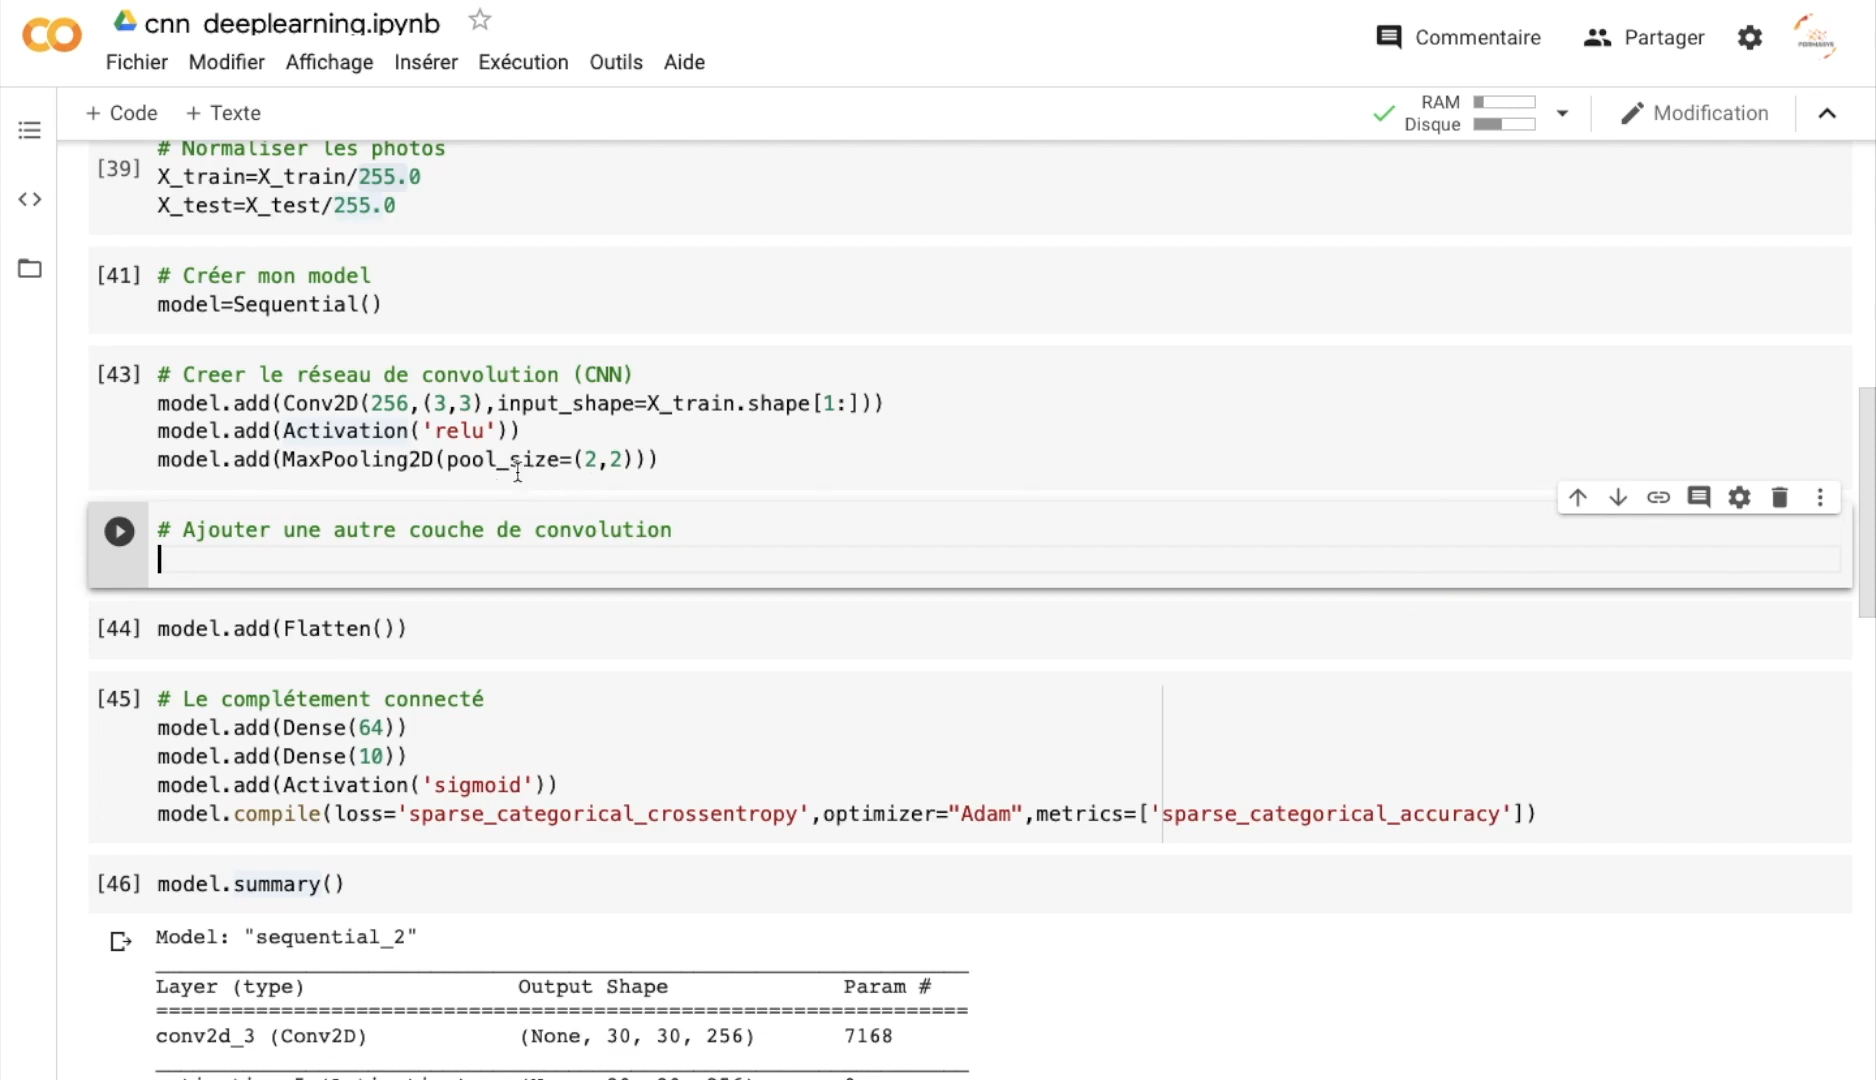 cnn_deeplearning.ipynb
Fichier Modifier Affichage Insérer Exécution Outils Aide
Commentaire Partager
+ Code + Texte
RAM
Disque
Modification
# Normaliser les photos
[39] X_train=X_train/255.0
X_test=X_test/255.0
[41] # Créer mon model
model=Sequential()
[43] # Creer le réseau de convolution (CNN)
model.add(Conv2D(256,(3,3),input_shape=X_train.shape[1:]))
model.add(Activation('relu'))
model.add(MaxPooling2D(pool_size=(2,2)))
# Ajouter une autre couche de convolution
[44] model.add(Flatten())
[45] # Le complétement connecté
model.add(Dense(64))
model.add(Dense(10))
model.add(Activation('sigmoid'))
model.compile(loss='sparse_categorical_crossentropy',optimizer="Adam",metrics=['sparse_categorical_accuracy'])
[46] model.summary()
Model: "sequential_2"
Layer (type) Output Shape Param #
conv2d_3 (Conv2D) (None, 30, 30, 256) 7168